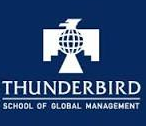 THUNDERBIRD
SCHOOL OF GLOBAL MANAGEMENT